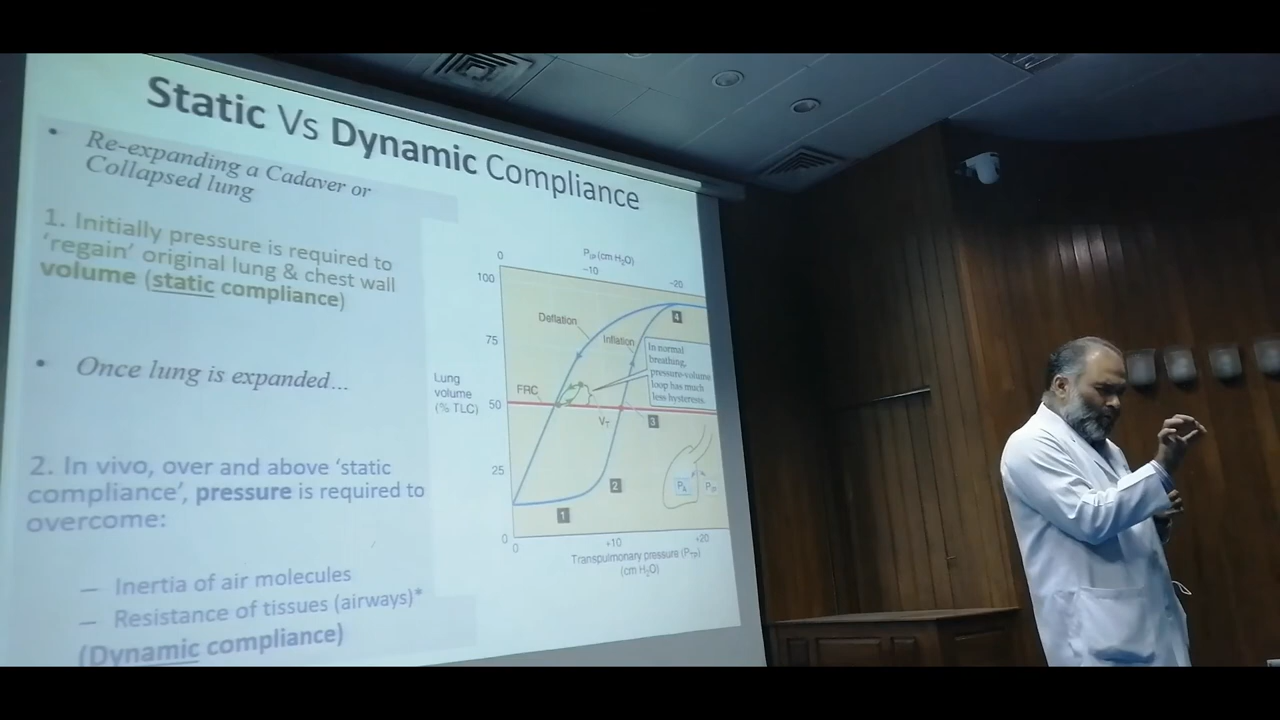 Static Vs Dynamic Compliance
• Re-expanding a Cadaver or
Collapsed lung
1. Initially pressure is required to
'regain' original lung & chest wall
volume (static compliance)
• Once lung is expanded...
2. In vivo, over and above 'static
compliance', pressure is required to
overcome:
– Inertia of air molecules
– Resistance of tissues (airways)*
(Dynamic compliance)
PIP (cm H2O)
0
-10
-20
100
75
50
25
0
Lung
volume
(% TLC)
Deflation
Inflation
4
In normal
breathing,
pressure-volume
loop has much
less hysteresis.
FRC
VT
3
2
1
PA
PIP
0
+10
+20
Transpulmonary pressure (PTP)
(cm H2O)